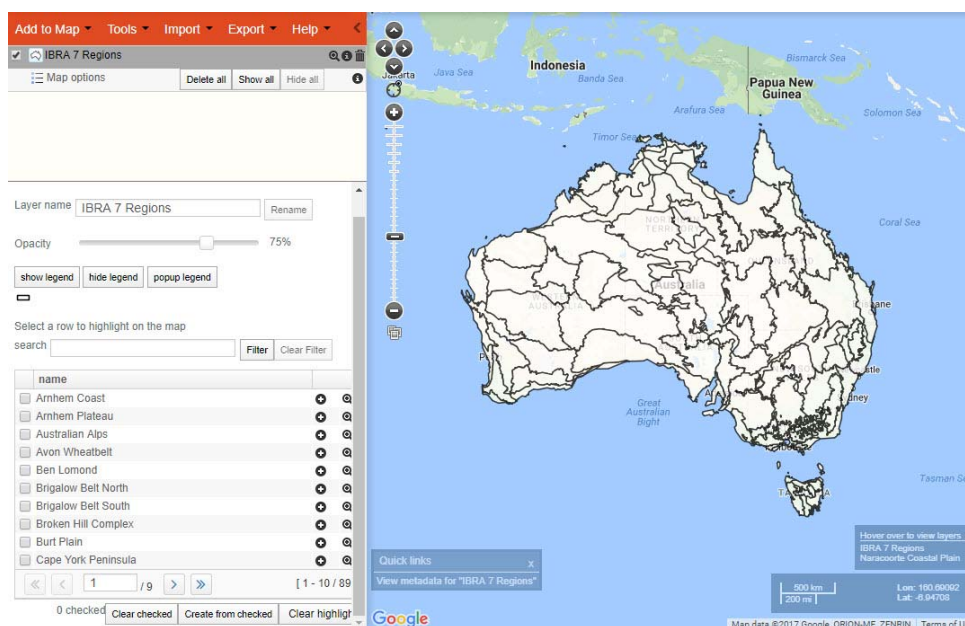 Add to Map Tools Import Export Help
IBRA 7 Regions
Map options Delete all Show all Hide all
Layer name IBRA 7 Regions Rename
Opacity 75%
show legend hide legend popup legend
Select a row to highlight on the map
search Filter Clear Filter
name
Arnhem Coast
Arnhem Plateau
Australian Alps
Avon Wheatbelt
Ben Lomond
Brigalow Belt North
Brigalow Belt South
Broken Hill Complex
Burt Plain
Cape York Peninsula
1 / 9 [ 1 - 10 / 89
0 checked Clear checked Create from checked Clear highligh
Java Sea
Indonesia
Banda Sea
Bismarck Sea
Papua New
Guinea
Arafura Sea
Solomon Sea
Timor Sea
Coral Sea
Australia
Great
Australian
Bight
Tasman Se
Quick links x
View metadata for "IBRA 7 Regions"
Hover over to view layers
IBRA 7 Regions
Naracoorte Coastal Plain
500 km
200 mi
Lon: 160.69092
Lat: -6.94708
Google
Map data ©2017 Google, ORION-ME, ZENRIN Terms of U